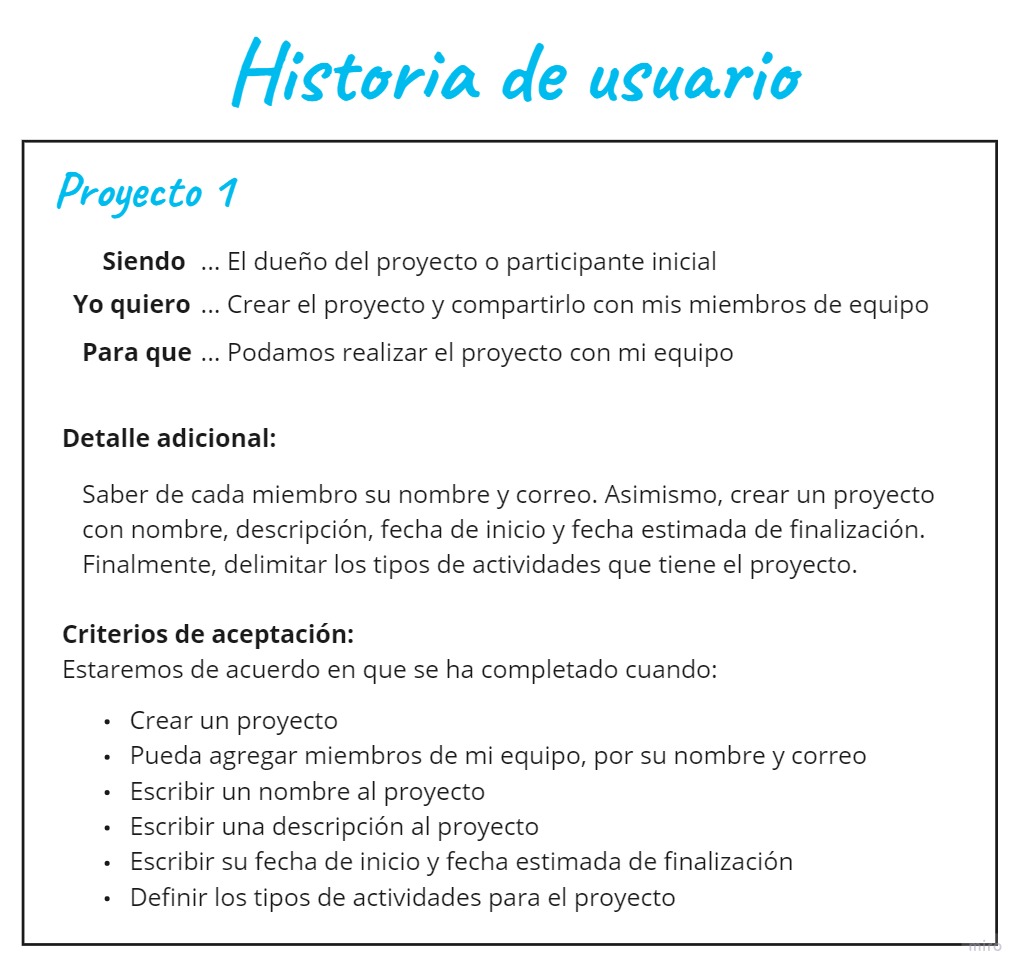 Historia de usuario
Proyecto 1
Siendo ... El dueño del proyecto o participante inicial
Yo quiero ... Crear el proyecto y compartirlo con mis miembros de equipo
Para que ... Podamos realizar el proyecto con mi equipo
Detalle adicional:
Saber de cada miembro su nombre y correo. Asimismo, crear un proyecto
con nombre, descripción, fecha de inicio y fecha estimada de finalización.
Finalmente, delimitar los tipos de actividades que tiene el proyecto.
Criterios de aceptación:
Estaremos de acuerdo en que se ha completado cuando:
• Crear un proyecto
• Pueda agregar miembros de mi equipo, por su nombre y correo
• Escribir un nombre al proyecto
• Escribir una descripción al proyecto
• Escribir su fecha de inicio y fecha estimada de finalización
• Definir los tipos de actividades para el proyecto
miro